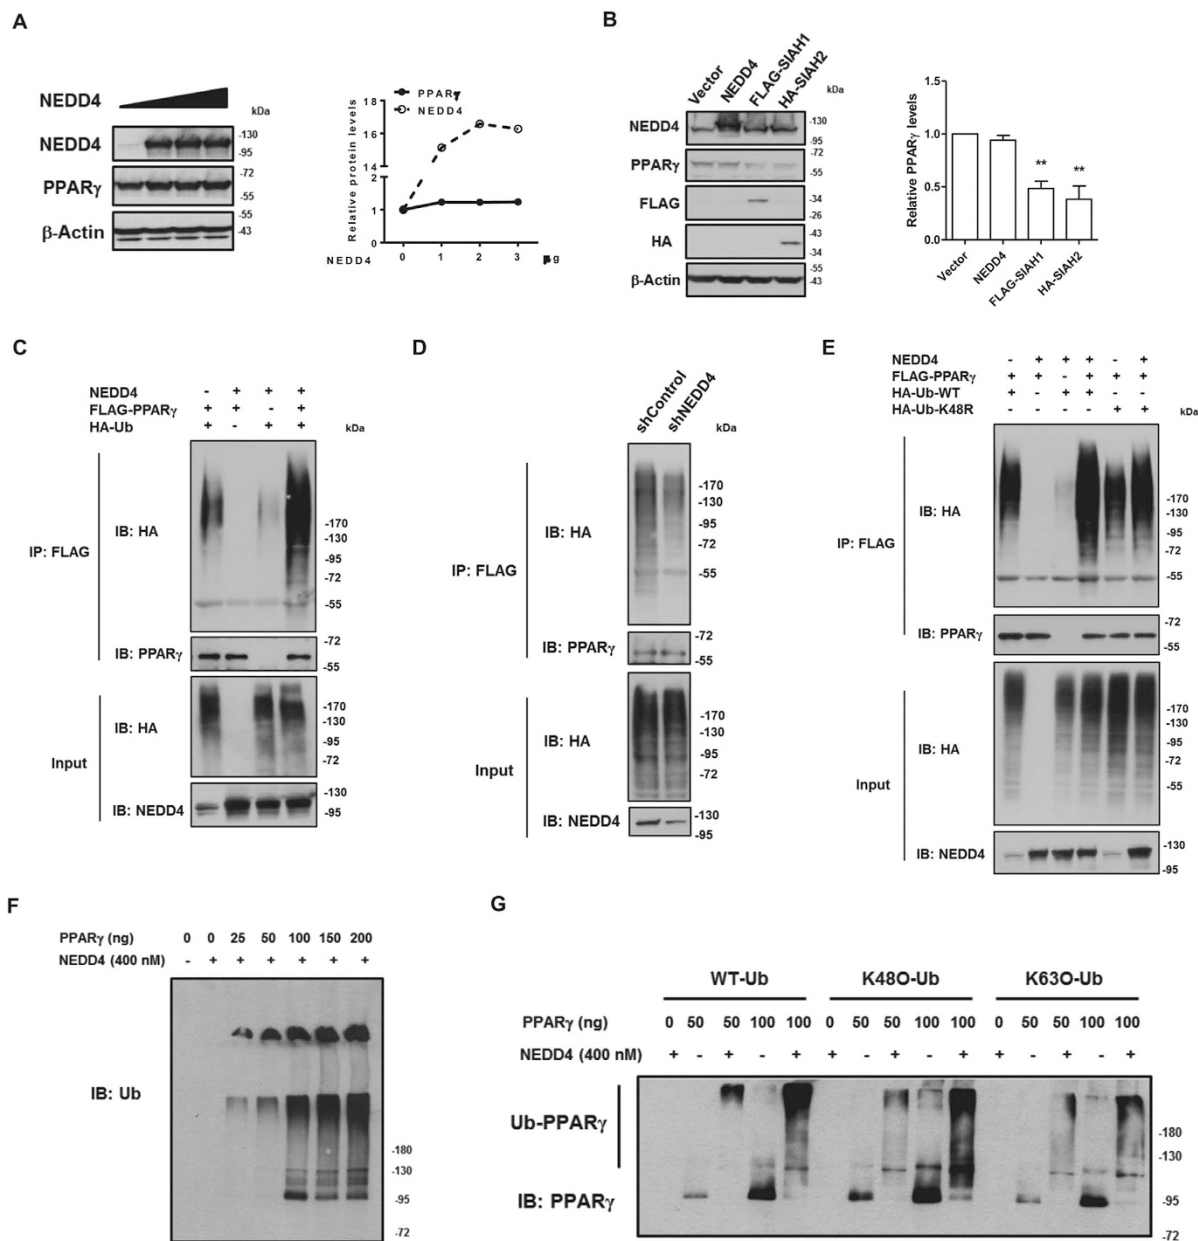 A
NEDD4
kDa
NEDD4
-130
-95
PPARγ
-72
-55
β-Actin
-55
-43
PPARγ
NEDD4
Relative protein levels
18
16
14
2
1
0
NEDD4 0 1 2 3
B
Vector NEDD4 FLAG-SIAH1 HA-SIAH2
kDa
NEDD4
-130
-95
PPARγ
-72
-55
FLAG
-34
-26
HA
-43
-34
β-Actin
-55
-43
Relative PPARγ levels
1.5
1.0
0.5
0.0
** **
Vector NEDD4 FLAG-SIAH1 HA-SIAH2
C
NEDD4 - + + +
FLAG-PPARγ + + - +
HA-Ub + - + +
kDa
IP: FLAG
IB: HA
-170
-130
-95
-72
-55
IB: PPARγ
-72
-55
Input
IB: HA
-170
-130
-95
-72
IB: NEDD4
-130
-95
D
shControl shNEDD4
kDa
IP: FLAG
IB: HA
-170
-130
-95
-72
-55
IB: PPARγ
-72
-55
Input
IB: HA
-170
-130
-95
-72
IB: NEDD4
-130
-95
E
NEDD4 - + + + - +
FLAG-PPARγ + + - + + +
HA-Ub-WT + - + + - -
HA-Ub-K48R - - - - + +
kDa
IP: FLAG
IB: HA
-170
-130
-95
-72
-55
IB: PPARγ
-72
-55
Input
IB: HA
-170
-130
-95
-72
-55
IB: NEDD4
-130
-95
F
PPARγ (ng) 0 0 25 50 100 150 200
NEDD4 (400 nM) - + + + + + +
IB: Ub
-180
-130
-95
-72
G
WT-Ub K48O-Ub K63O-Ub
PPARγ (ng) 0 50 50 100 100 0 50 50 100 100 0 50 50 100 100
NEDD4 (400 nM) + - + - + + - + - + + - + - +
Ub-PPARγ
IB: PPARγ
-180
-130
-95
-72